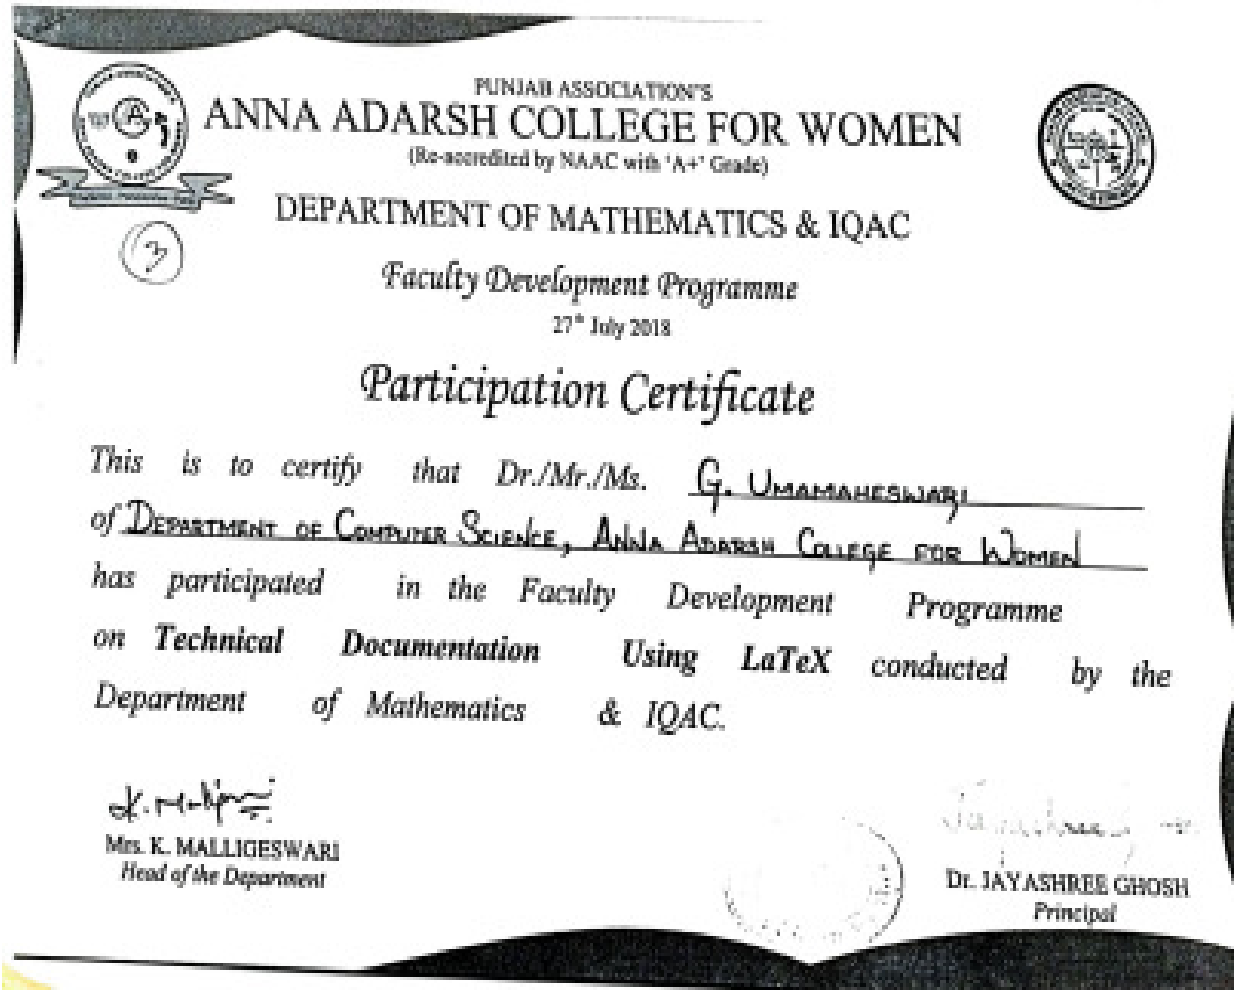 PUNJAB ASSOCIATION"S
ANNA ADARSH COLLEGE FOR WOMEN
(Re-accredited by NAAC with 'A+' Grade)
DEPARTMENT OF MATHEMATICS & IQAC
3
Faculty Development Programme
27th July 2018
Participation Certificate
This is to certify that Dr./Mr./Ms. G. UMAMAHESWARI
of DEPARTMENT OF COMPUTER SCIENCE, ANNA ADARSH COLLEGE FOR WOMEN
has participated in the Faculty Development Programme
on Technical Documentation Using LaTeX conducted by the
Department of Mathematics & IQAC.
Mrs. K. MALLIGESWARI
Head of the Department
Dr. JAYASHREE GHOSH
Principal